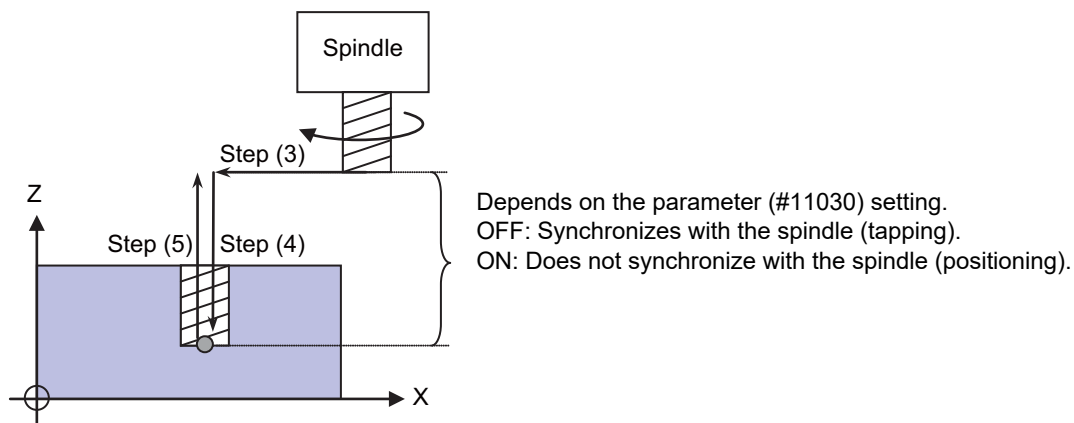 Spindle
Step (3)
Z
Depends on the parameter (#11030) setting.
OFF: Synchronizes with the spindle (tapping).
ON: Does not synchronize with the spindle (positioning).
Step (5)
Step (4)
X